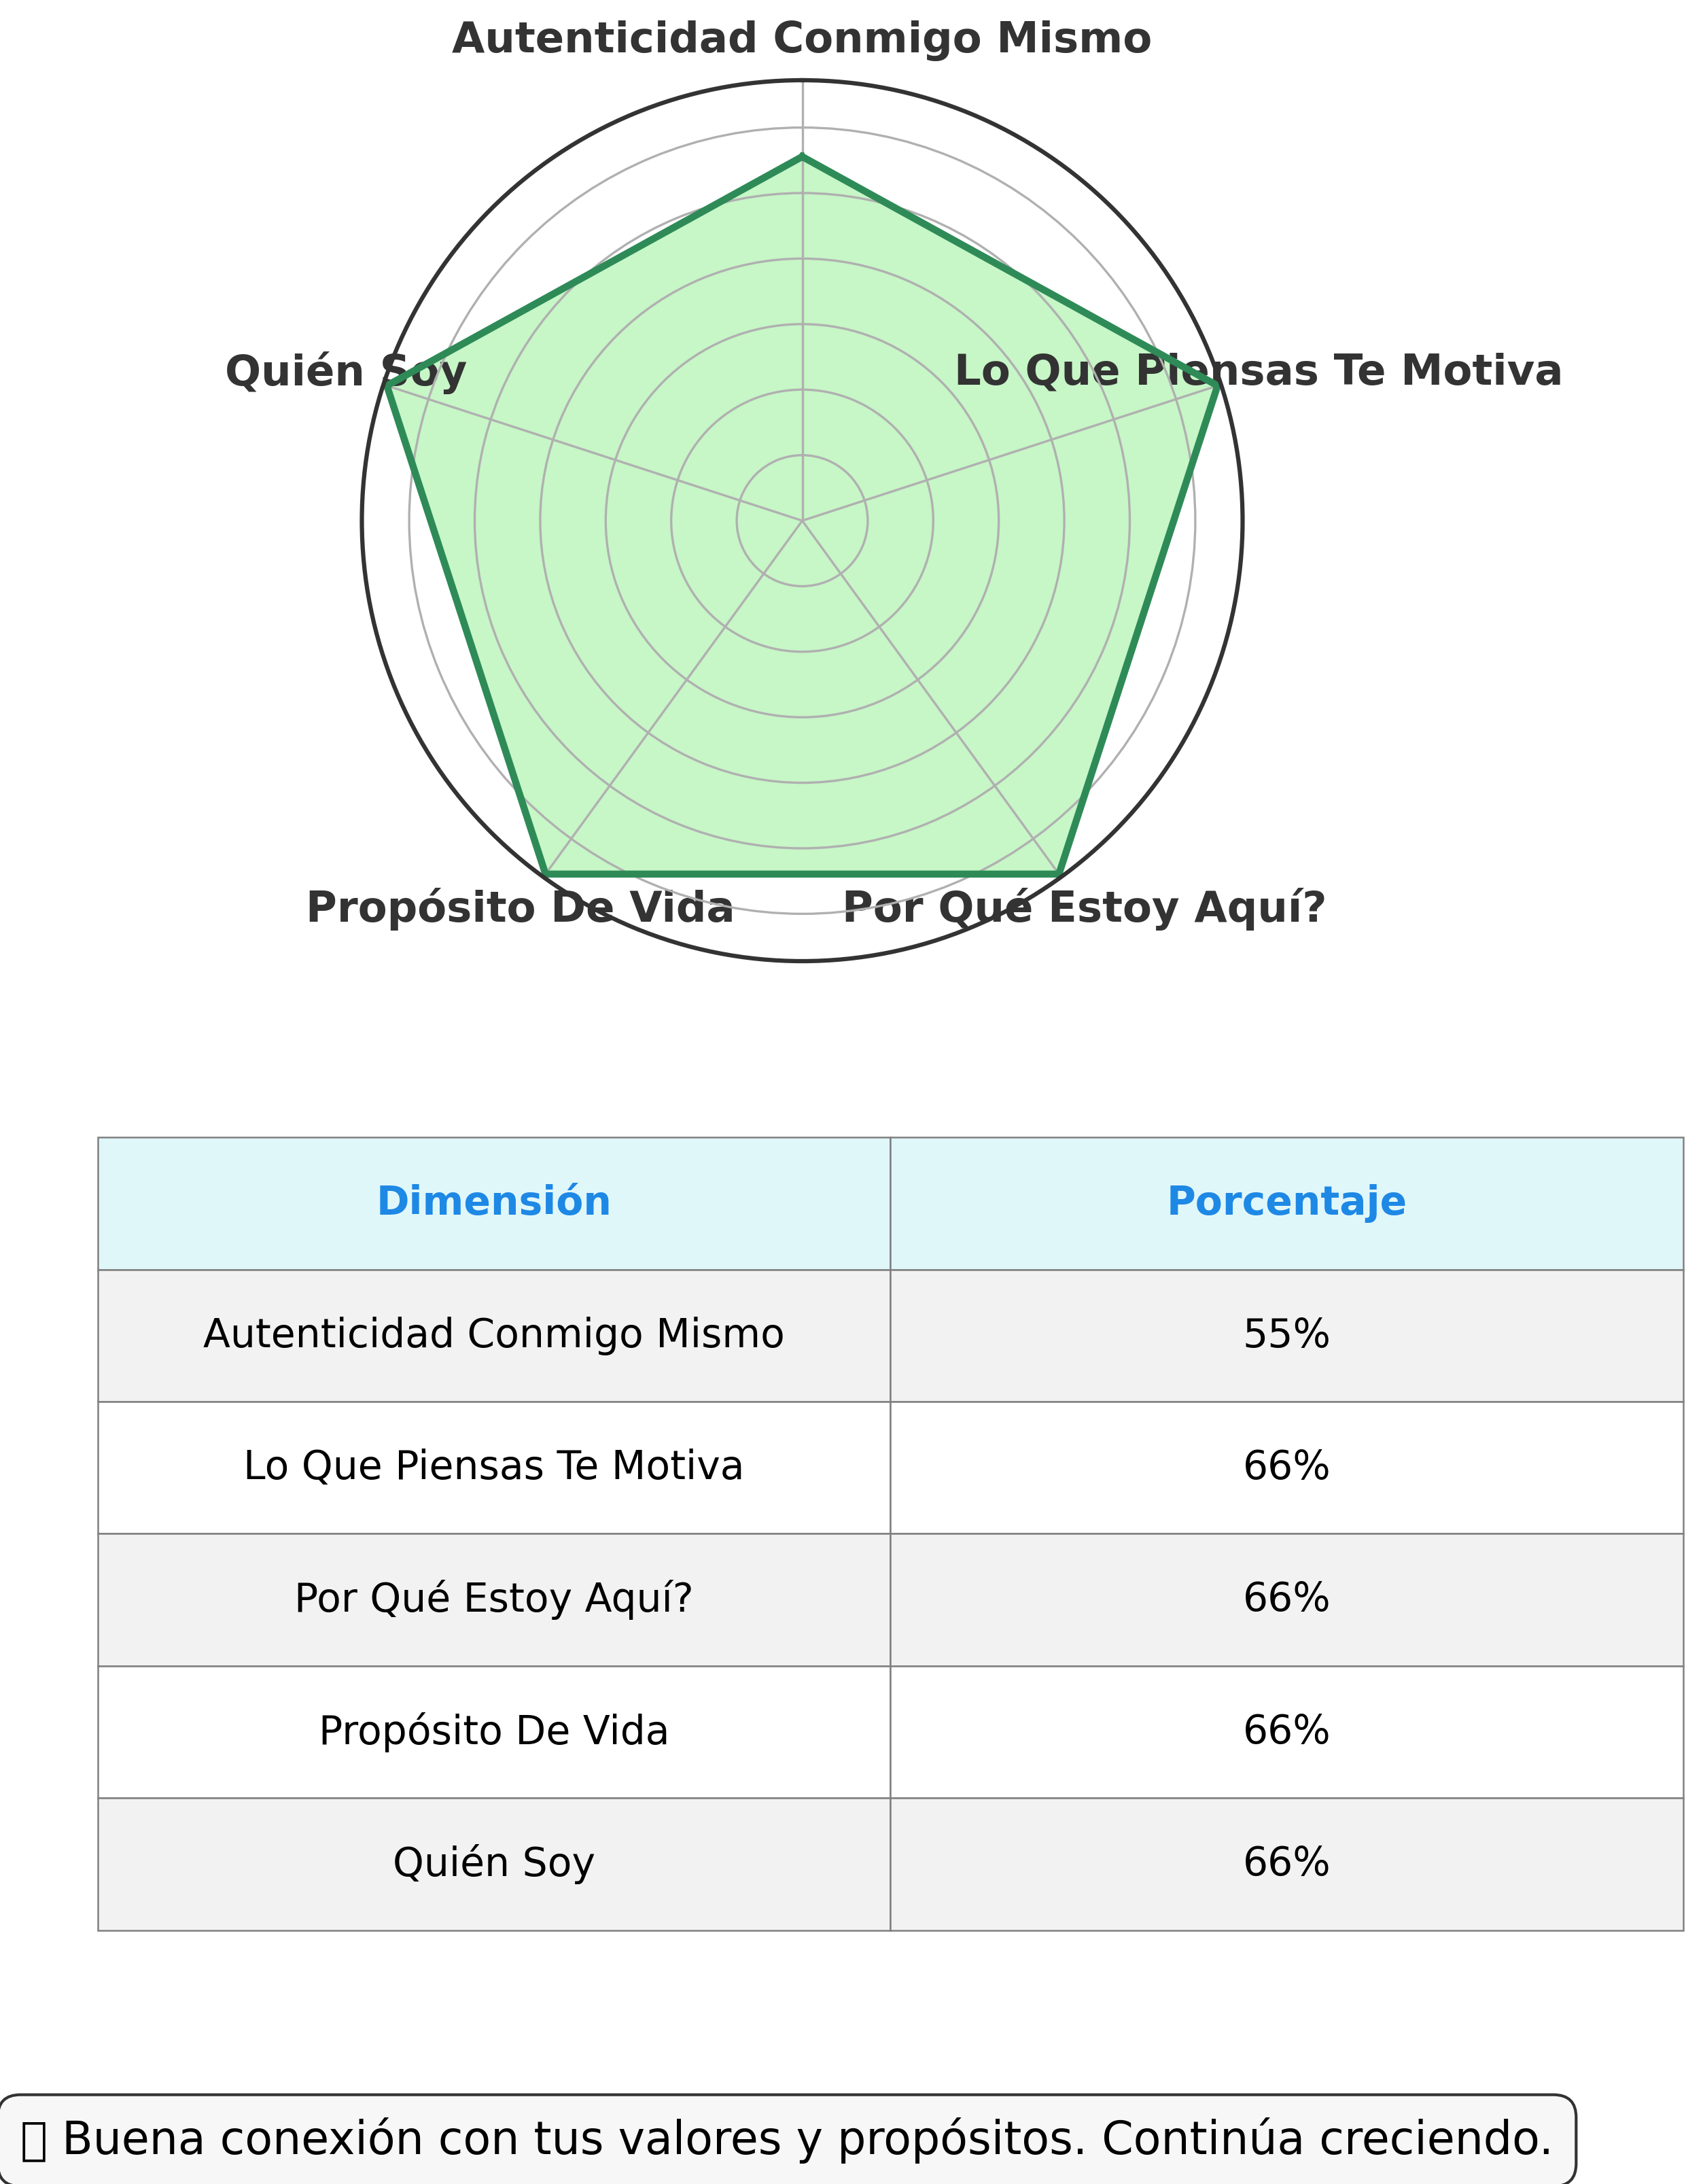 Autenticidad Conmigo Mismo
Quién Soy
Lo Que Piensas Te Motiva
Propósito De Vida
Por Qué Estoy Aquí?
Dimensión Porcentaje
Autenticidad Conmigo Mismo 55%
Lo Que Piensas Te Motiva 66%
Por Qué Estoy Aquí? 66%
Propósito De Vida 66%
Quién Soy 66%
Buena conexión con tus valores y propósitos. Continúa creciendo.